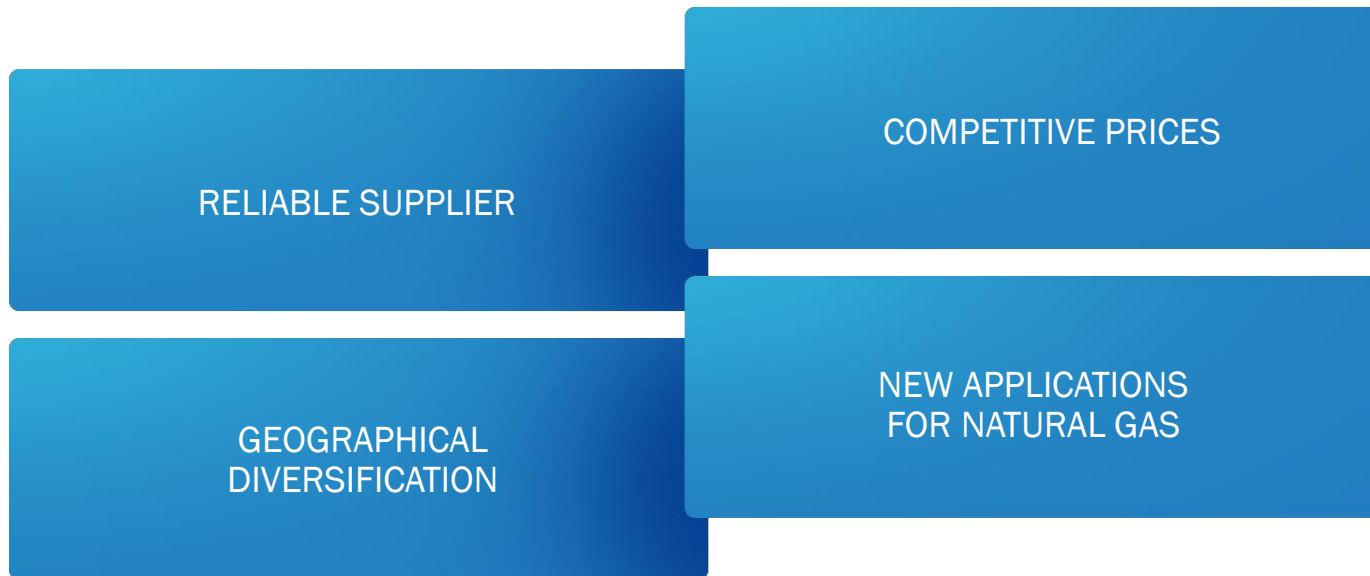 RELIABLE SUPPLIER
COMPETITIVE PRICES
GEOGRAPHICAL
DIVERSIFICATION
NEW APPLICATIONS
FOR NATURAL GAS